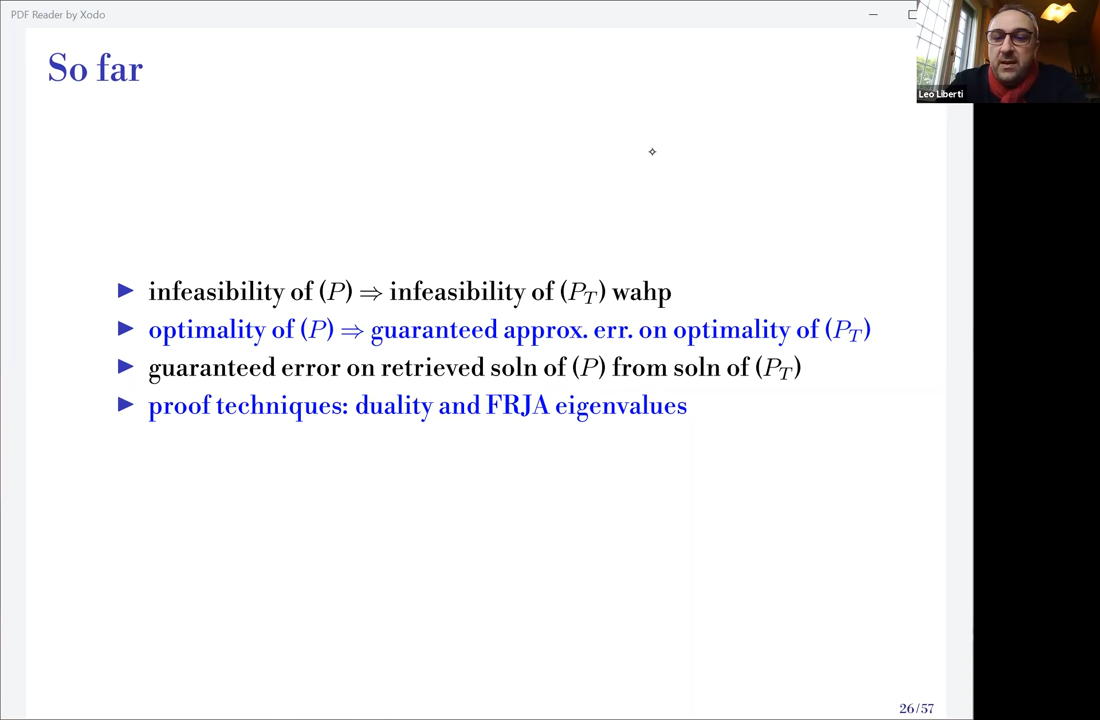 PDF Reader by Xodo
So far
Leo Liberti
▶ infeasibility of (P) ⇒ infeasibility of (P_T) wahp
▶ optimality of (P) ⇒ guaranteed approx. err. on optimality of (P_T)
▶ guaranteed error on retrieved soln of (P) from soln of (P_T)
▶ proof techniques: duality and FRJA eigenvalues
26/57